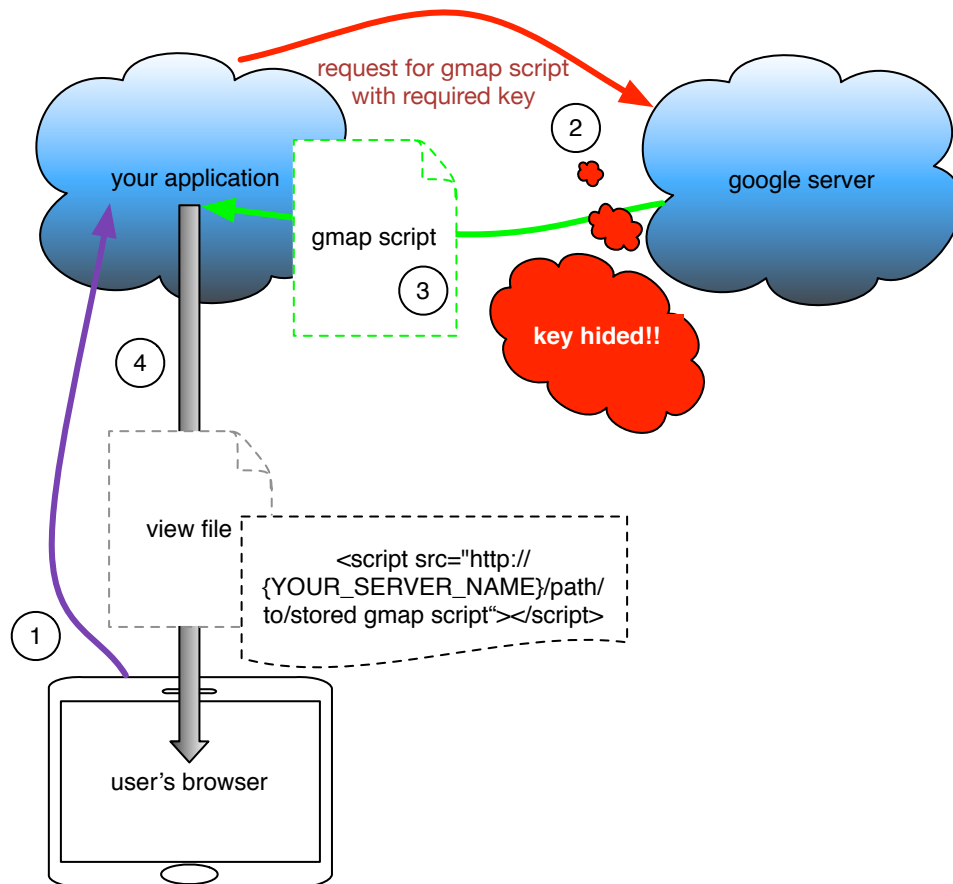 request for gmap script
with required key
2
your application
google server
gmap script
3
key hided!!
4
view file
<script src="http://
{YOUR_SERVER_NAME}/path/
to/stored gmap script“></script>
1
user’s browser